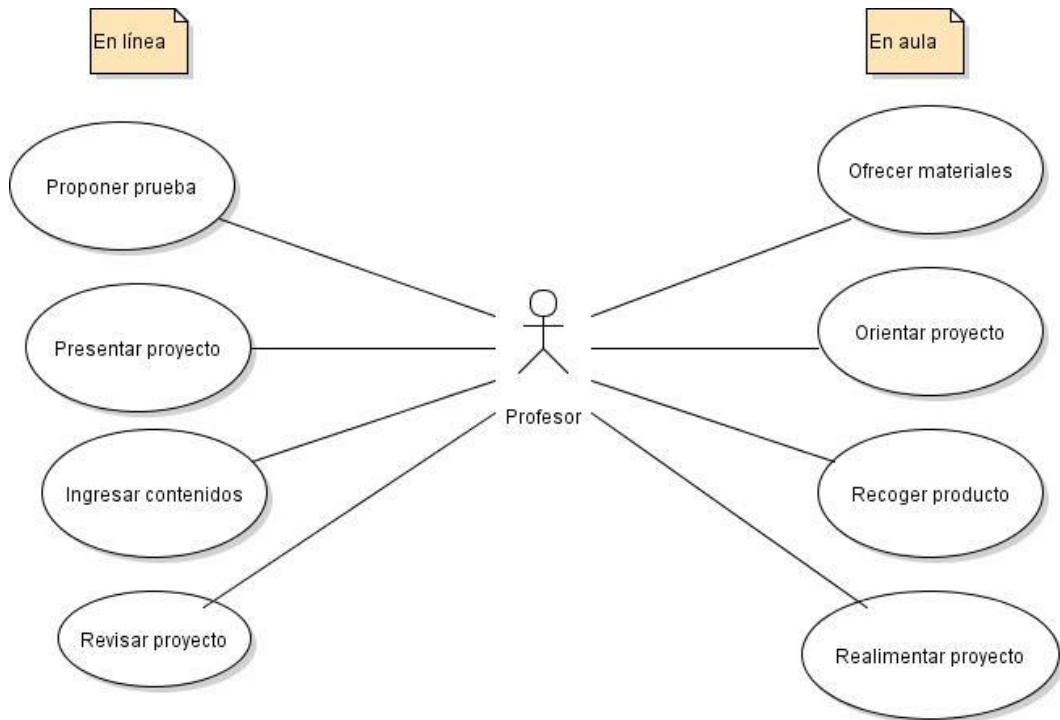 En línea
En aula
Proponer prueba
Ofrecer materiales
Presentar proyecto
Orientar proyecto
Profesor
Ingresar contenidos
Recoger producto
Revisar proyecto
Realimentar proyecto